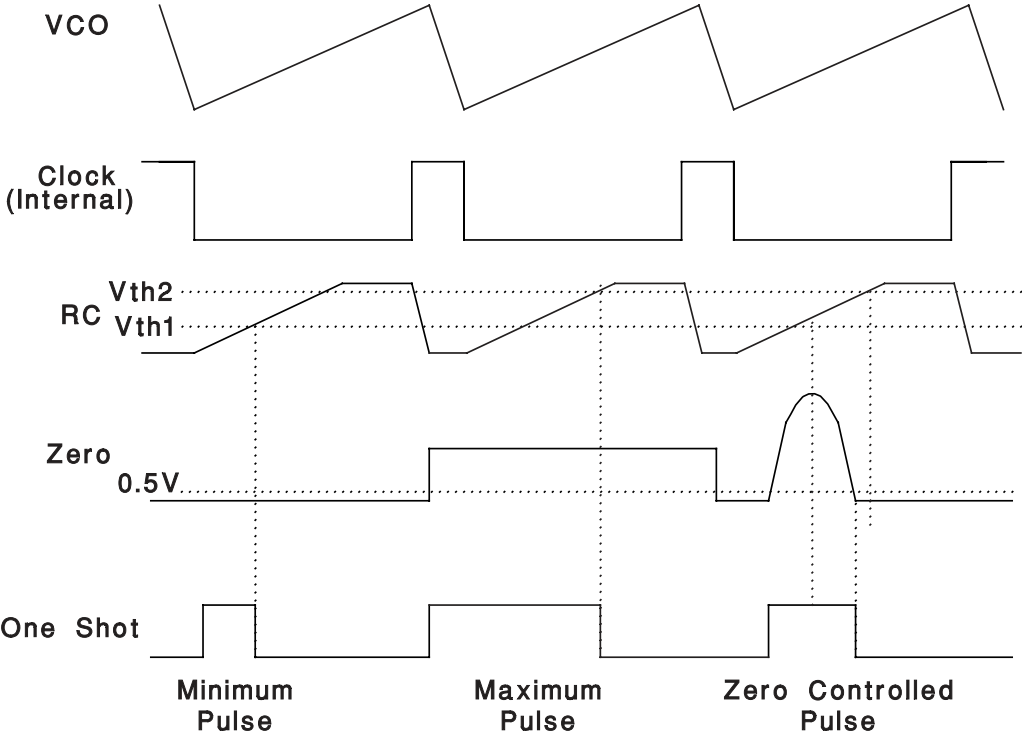 VCO
Clock
(Internal)
Vth2
RC
Vth1
Zero
0.5V
One Shot
Minimum
Pulse
Maximum
Pulse
Zero Controlled
Pulse